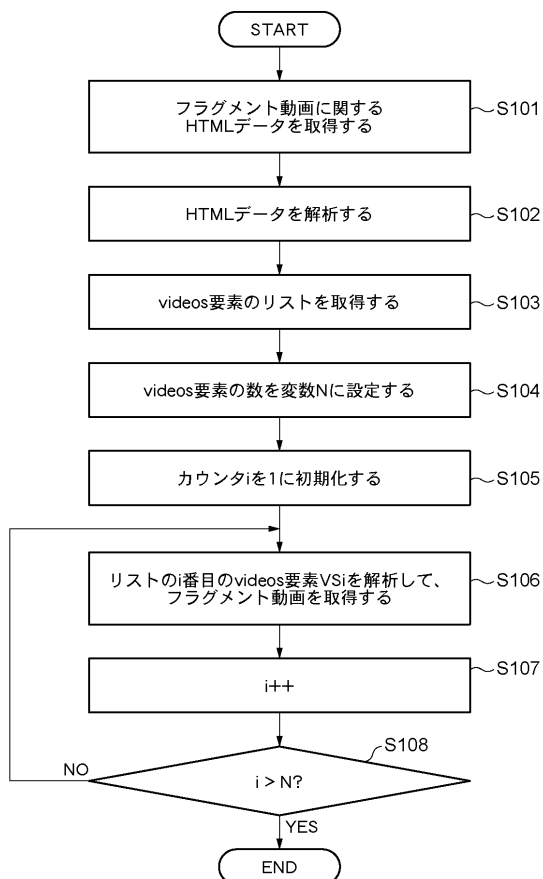 START
フラグメント動画に関する
HTMLデータを取得する
S101
HTMLデータを解析する
S102
videos要素のリストを取得する
S103
videos要素の数を変数Nに設定する
S104
カウンタiを1に初期化する
S105
リストのi番目のvideos要素VSiを解析して、
フラグメント動画を取得する
S106
i++
S107
S108
i > N?
NO
YES
END